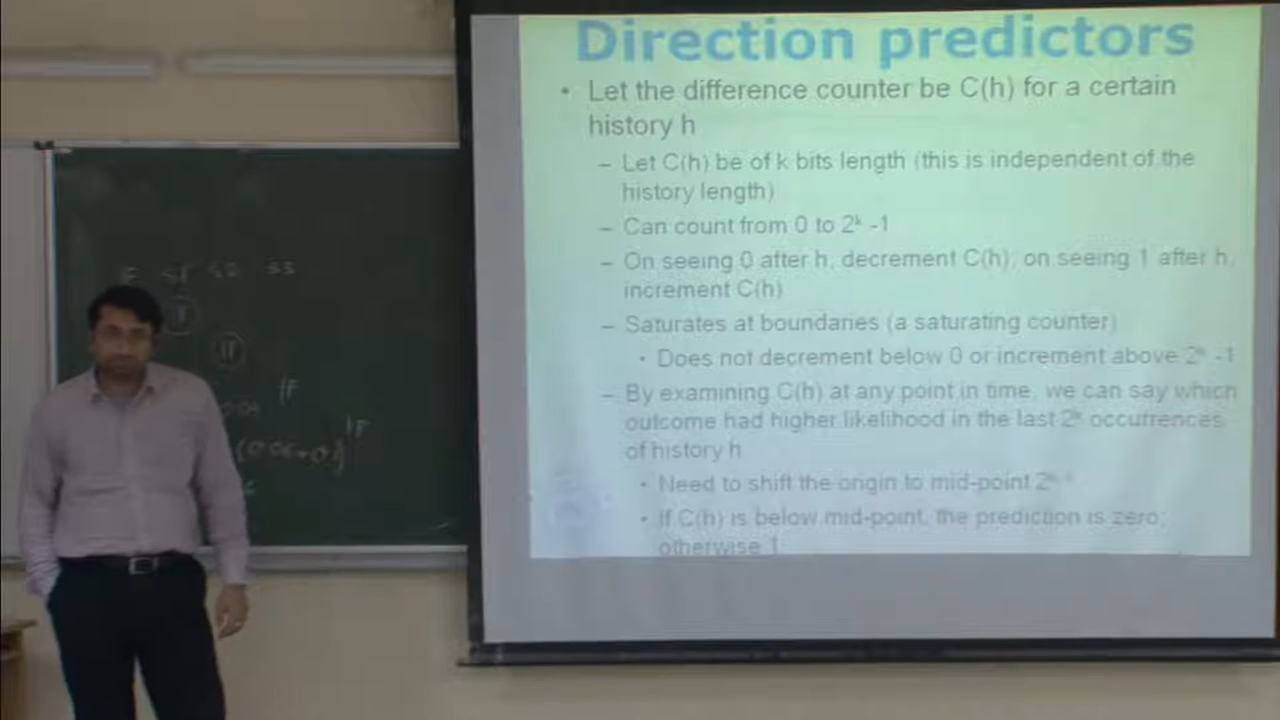 Direction predictors
• Let the difference counter be C(h) for a certain
history h
– Let C(h) be of k bits length (this is independent of the
history length)
– Can count from 0 to 2ᵏ -1
– On seeing 0 after h, decrement C(h); on seeing 1 after h,
increment C(h)
– Saturates at boundaries (a saturating counter)
• Does not decrement below 0 or increment above 2ᵏ -1
– By examining C(h) at any point in time, we can say which
outcome had higher likelihood in the last 2ᵏ occurrences
of history h
• Need to shift the origin to mid-point
• If C(h) is below mid-point, the prediction is zero;
otherwise 1
IF
IF